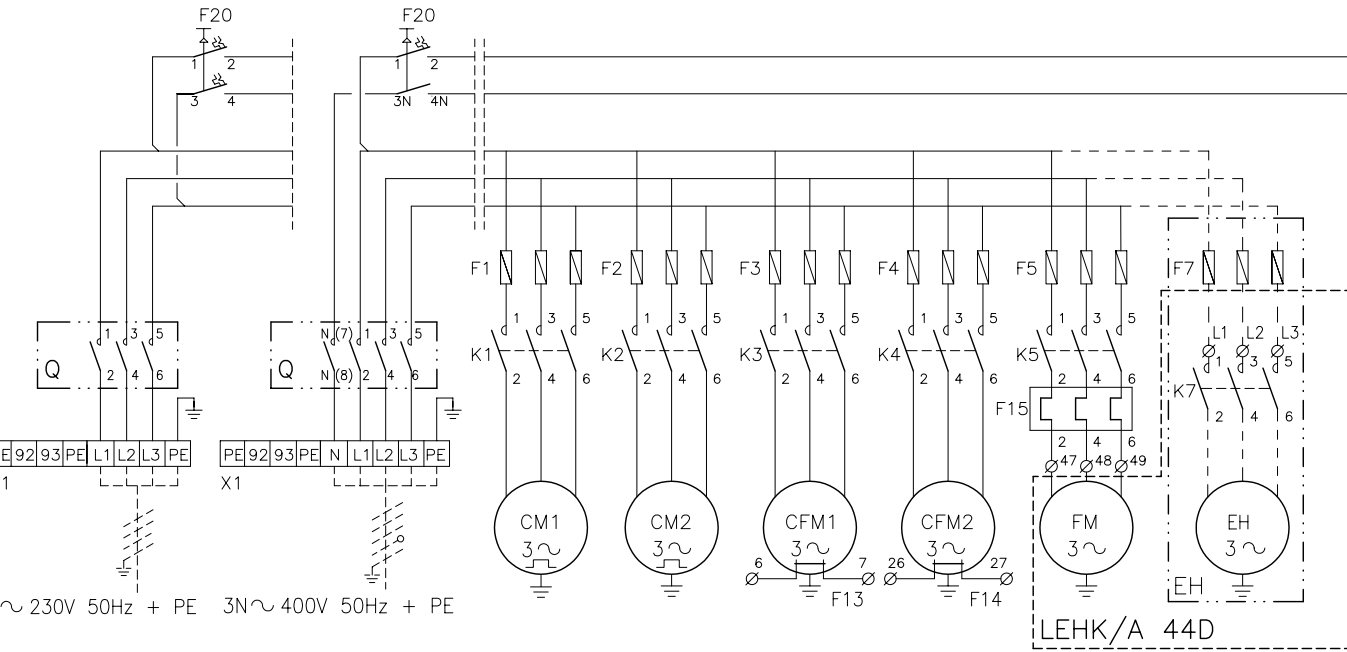 F20 F20
1 2 1 2
3 4 3N 4N
F1 F2 F3 F4 F5 F7
1 3 5 N (7) 1 3 5 1 3 5 1 3 5 1 3 5 1 3 5 1 3 5 L1 L2 L3
Q Q K1 K2 K3 K4 K5 1 3 5
2 4 6 N (8) 2 4 6 2 4 6 2 4 6 2 4 6 2 4 6 2 4 6 K7
F15 2 4 6
2 4 6
E 92 93 PE L1 L2 L3 PE PE 92 93 PE N L1 L2 L3 PE 47 48 49
1 X1
CM1 CM2 CFM1 CFM2 FM EH
3~ 3~ 3~ 3~ 3~ 3~
6 7 26 27
F13 F14 EH
~ 230V 50Hz + PE 3N~ 400V 50Hz + PE
LEHK/A 44D